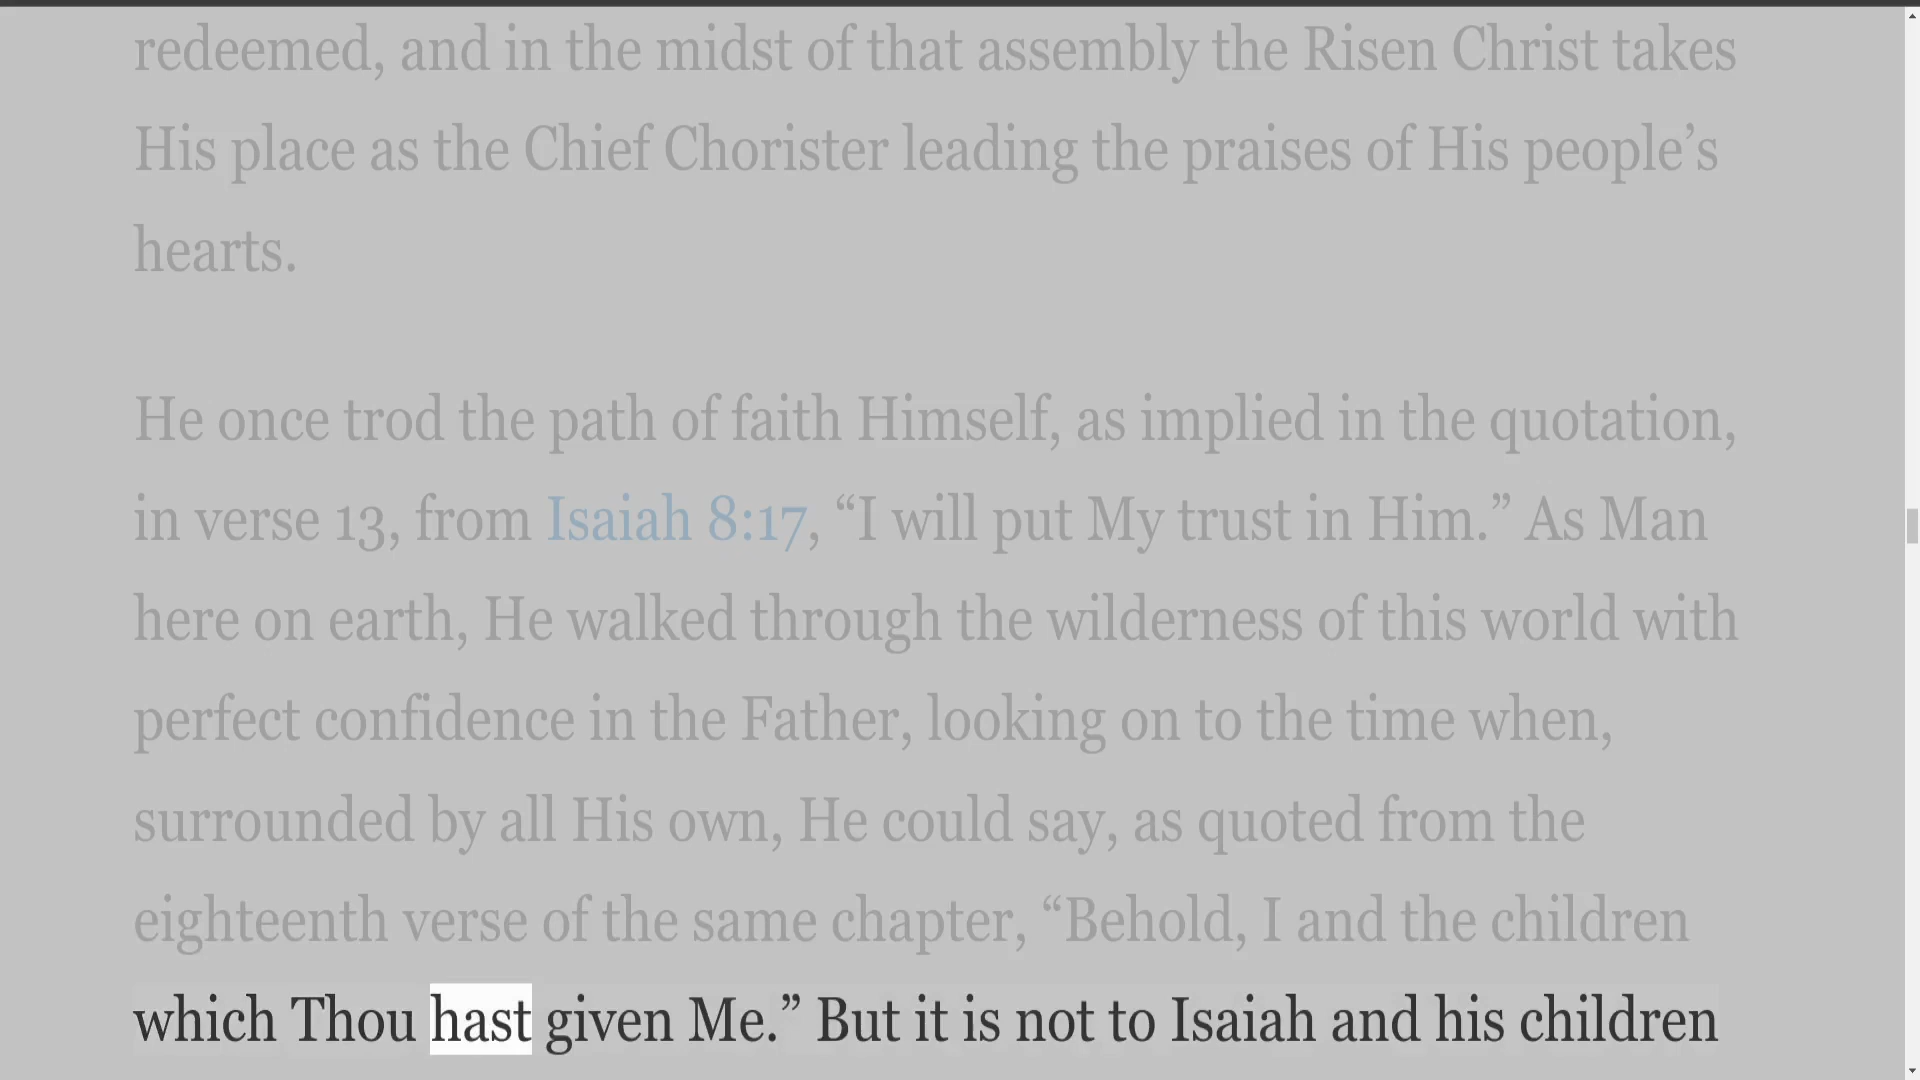 redeemed, and in the midst of that assembly the Risen Christ takes
His place as the Chief Chorister leading the praises of His people’s
hearts.
He once trod the path of faith Himself, as implied in the quotation,
in verse 13, from Isaiah 8:17, “I will put My trust in Him.” As Man
here on earth, He walked through the wilderness of this world with
perfect confidence in the Father, looking on to the time when,
surrounded by all His own, He could say, as quoted from the
eighteenth verse of the same chapter, “Behold, I and the children
which Thou hast given Me.” But it is not to Isaiah and his children